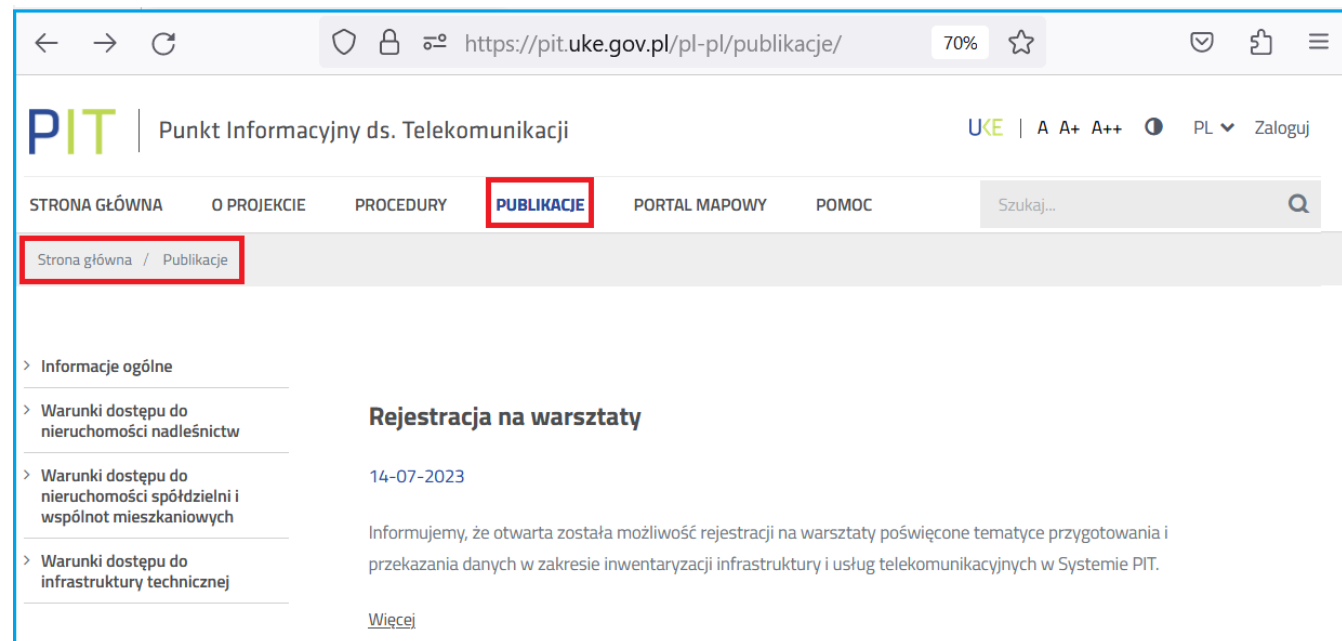 https://pit.uke.gov.pl/pl-pl/publikacje/ 70%
PIT | Punkt Informacyjny ds. Telekomunikacji
UKE | A A+ A++ PL Zaloguj
STRONA GŁÓWNA O PROJEKCIE PROCEDURY PUBLIKACJE PORTAL MAPOWY POMOC Szukaj...
Strona główna / Publikacje
> Informacje ogólne
> Warunki dostępu do
nieruchomości nadleśnictw
> Warunki dostępu do
nieruchomości spółdzielni i
wspólnot mieszkaniowych
> Warunki dostępu do
infrastruktury technicznej
Rejestracja na warsztaty
14-07-2023
Informujemy, że otwarta została możliwość rejestracji na warsztaty poświęcone tematyce przygotowania i
przekazania danych w zakresie inwentaryzacji infrastruktury i usług telekomunikacyjnych w Systemie PIT.
Więcej